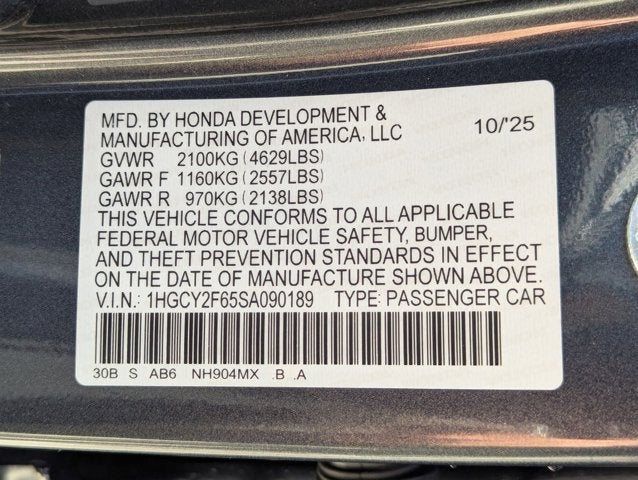 MFD. BY HONDA DEVELOPMENT &
MANUFACTURING OF AMERICA, LLC 10/'25
GVWR 2100KG (4629LBS)
GAWR F 1160KG (2557LBS)
GAWR R 970KG (2138LBS)
THIS VEHICLE CONFORMS TO ALL APPLICABLE
FEDERAL MOTOR VEHICLE SAFETY, BUMPER,
AND THEFT PREVENTION STANDARDS IN EFFECT
ON THE DATE OF MANUFACTURE SHOWN ABOVE.
V.I.N.: 1HGCY2F65SA090189 TYPE: PASSENGER CAR
30B S AB6 NH904MX .B .A